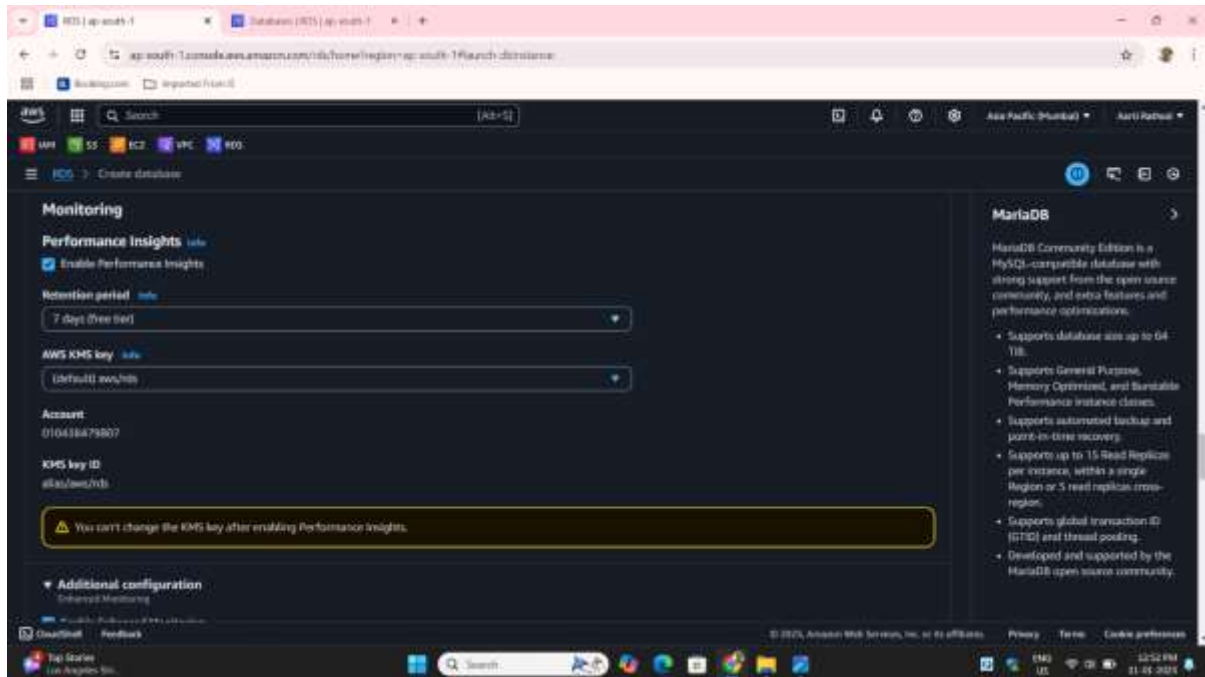 RDS | ap-south-1
Databases | RDS | ap-south-1
ap-south-1.console.aws.amazon.com/rds/home?region=ap-south-1#launch-dbinstance:
Booking.com
Imported From IE
aws
Search
[Alt+S]
Asia Pacific (Mumbai)
IAM
S3
EC2
VPC
RDS
RDS > Create database
Monitoring
Performance Insights Info
Enable Performance Insights
Retention period Info
7 days (free tier)
AWS KMS key Info
(default) aws/rds
Account
010438479807
KMS key ID
alias/aws/rds
You can't change the KMS key after enabling Performance Insights.
Additional configuration
Enhanced Monitoring
Enable Enhanced Monitoring
MariaDB
MariaDB Community Edition is a
MySQL-compatible database with
strong support from the open source
community, and extra features and
performance optimizations.
• Supports database size up to 64
TiB.
• Supports General Purpose,
Memory Optimized, and Burstable
Performance instance classes.
• Supports automated backup and
point-in-time recovery.
• Supports up to 15 Read Replicas
per instance, within a single
Region or 5 read replicas cross-
region.
• Supports global transaction ID
(GTID) and thread pooling.
• Developed and supported by the
MariaDB open source community.
CloudShell
Feedback
© 2025, Amazon Web Services, Inc. or its affiliates.
Privacy
Terms
Cookie preferences
Top Stories
Search
ENG
12:52 PM